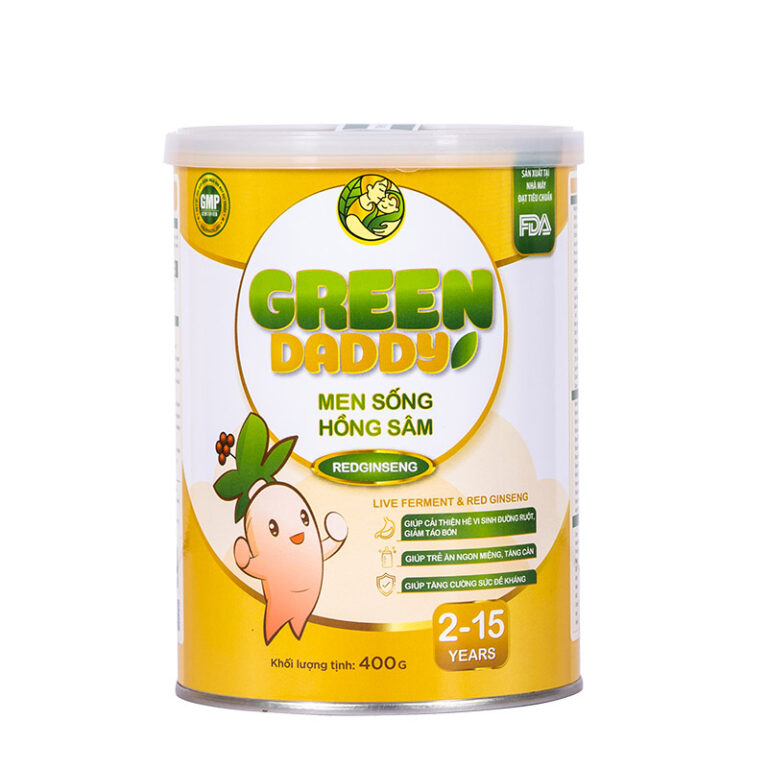 GMP
SẢN XUẤT TẠI
NHÀ MÁY
ĐẠT TIÊU CHUẨN
FDA
GREEN
DADDY
MEN SỐNG
HỒNG SÂM
REDGINSENG
LIVE FERMENT & RED GINSENG
GIÚP CẢI THIỆN HỆ VI SINH ĐƯỜNG RUỘT,
GIẢM TÁO BÓN
GIÚP TRẺ ĂN NGON MIỆNG, TĂNG CÂN
GIÚP TĂNG CƯỜNG SỨC ĐỀ KHÁNG
2-15
YEARS
Khối lượng tịnh: 400G